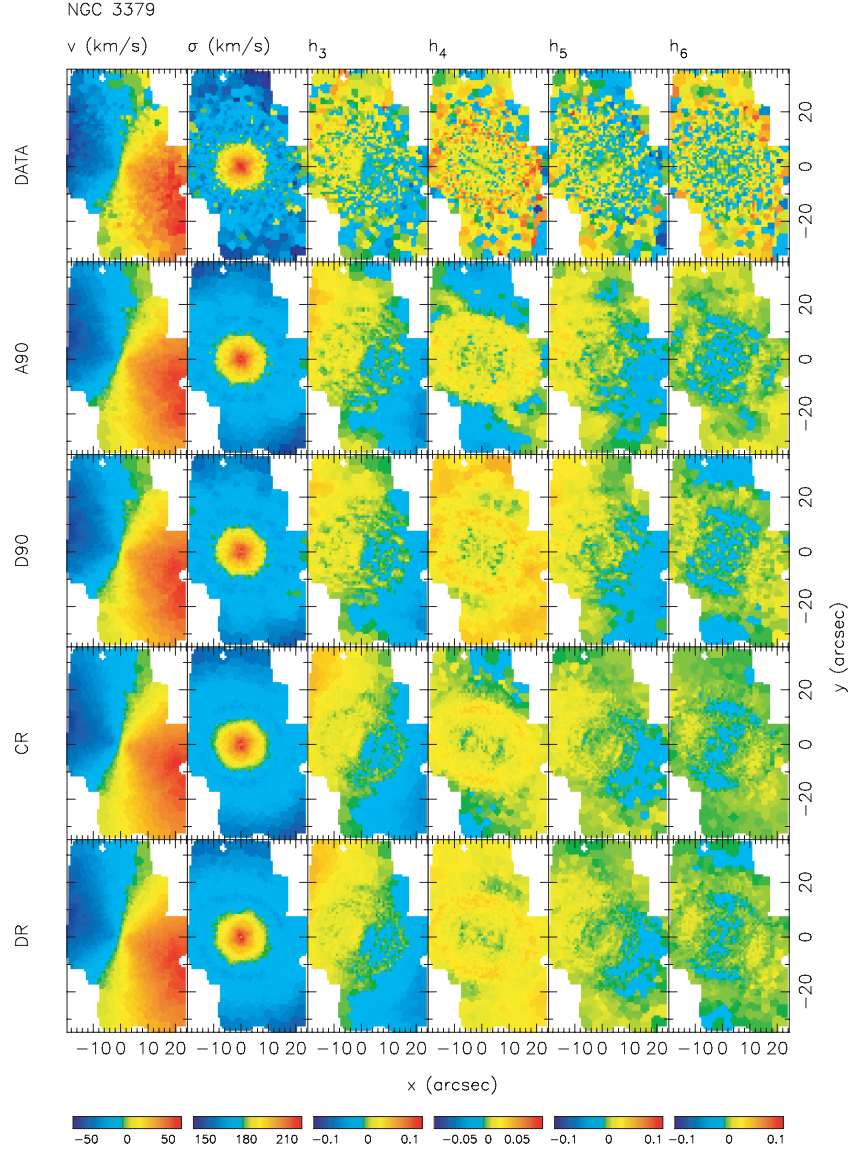 NGC 3379
v (km/s) σ (km/s) h3 h4 h5 h6
DATA
20
0
−20
A90
20
0
−20
D90
20
0
−20
y (arcsec)
CR
20
0
−20
DR
20
0
−20
−10 0 10 20 −10 0 10 20 −10 0 10 20 −10 0 10 20 −10 0 10 20 −10 0 10 20
x (arcsec)
−50 0 50 150 180 210 −0.1 0 0.1 −0.05 0 0.05 −0.1 0 0.1 −0.1 0 0.1